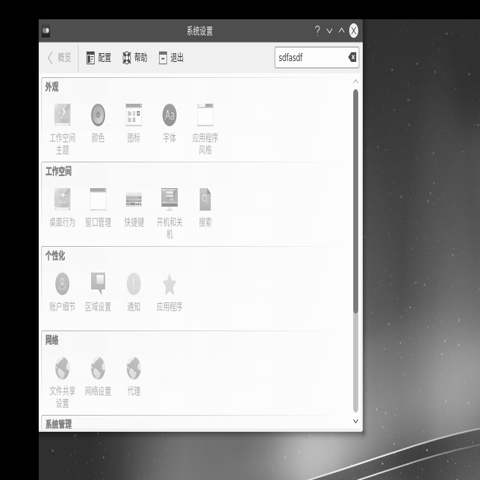 系统设置
概览 配置 帮助 退出 sdfasdf
外观
工作空间主题 颜色 图标 字体 应用程序风格
工作空间
桌面行为 窗口管理 快捷键 开机和关机 搜索
个性化
账户细节 区域设置 通知 应用程序
网络
文件共享设置 网络设置 代理
系统管理